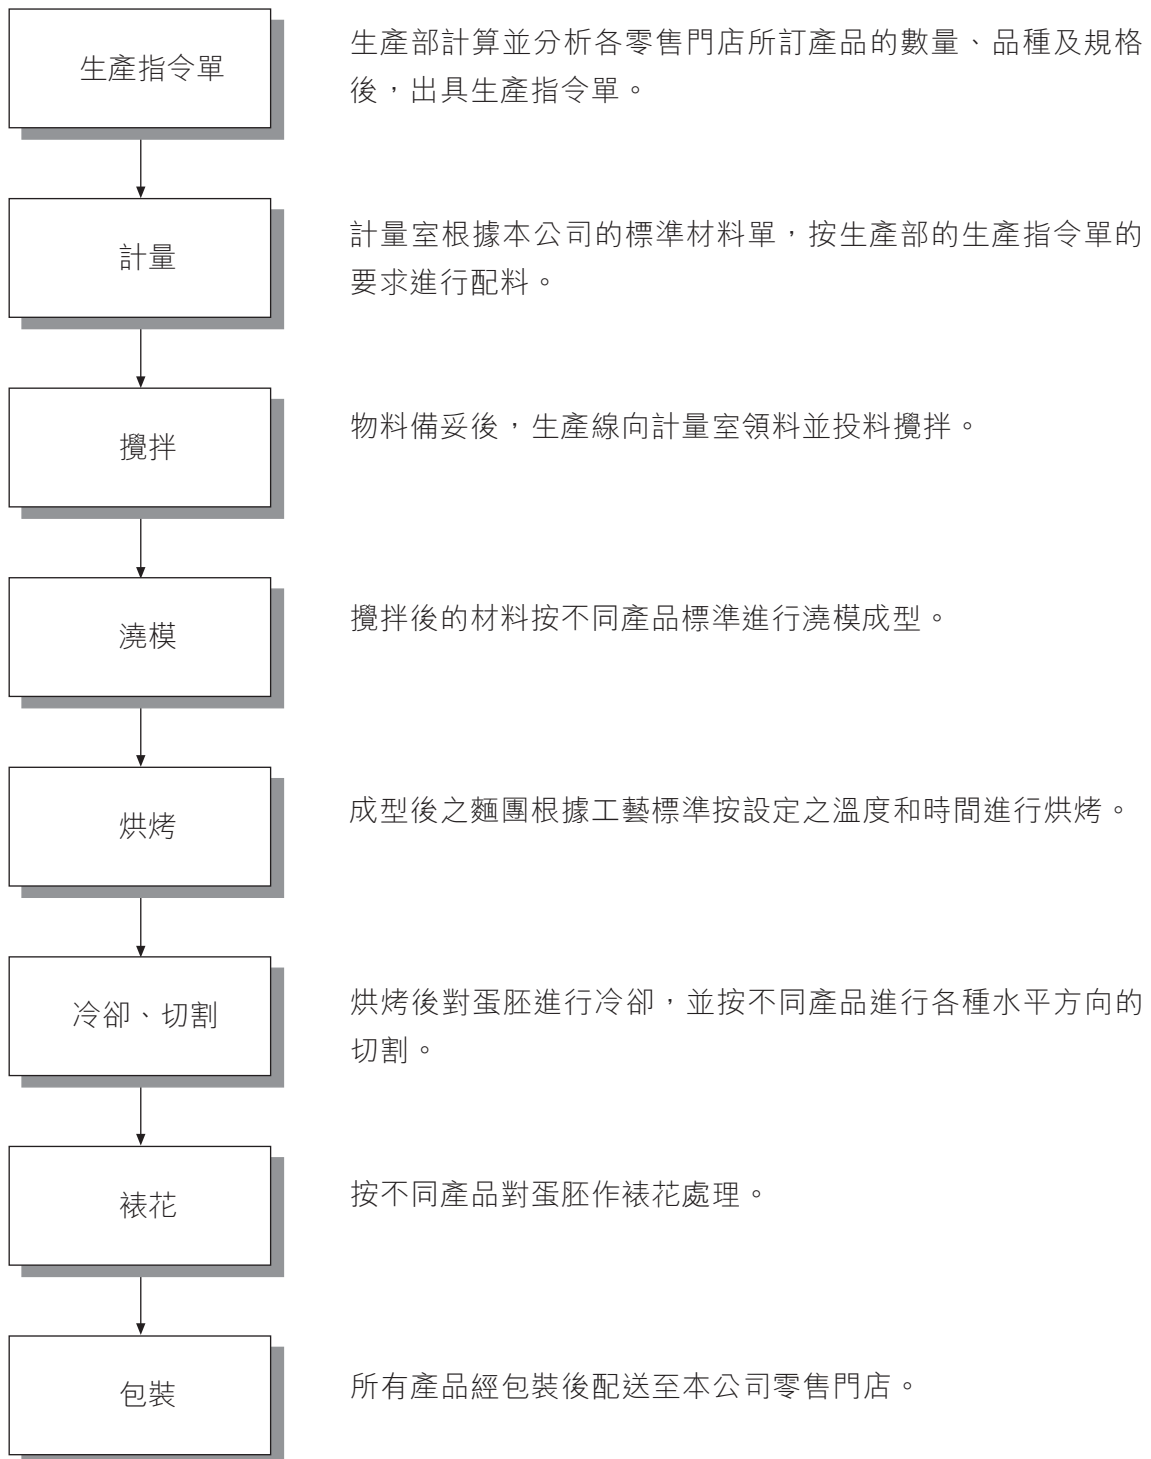 生產指令單
生產部計算並分析各零售門店所訂產品的數量、品種及規格
後，出具生產指令單。
計量
計量室根據本公司的標準材料單，按生產部的生產指令單的
要求進行配料。
攪拌
物料備妥後，生產線向計量室領料並投料攪拌。
澆模
攪拌後的材料按不同產品標準進行澆模成型。
烘烤
成型後之麵團根據工藝標準按設定之溫度和時間進行烘烤。
冷卻、切割
烘烤後對蛋胚進行冷卻，並按不同產品進行各種水平方向的
切割。
裱花
按不同產品對蛋胚作裱花處理。
包裝
所有產品經包裝後配送至本公司零售門店。